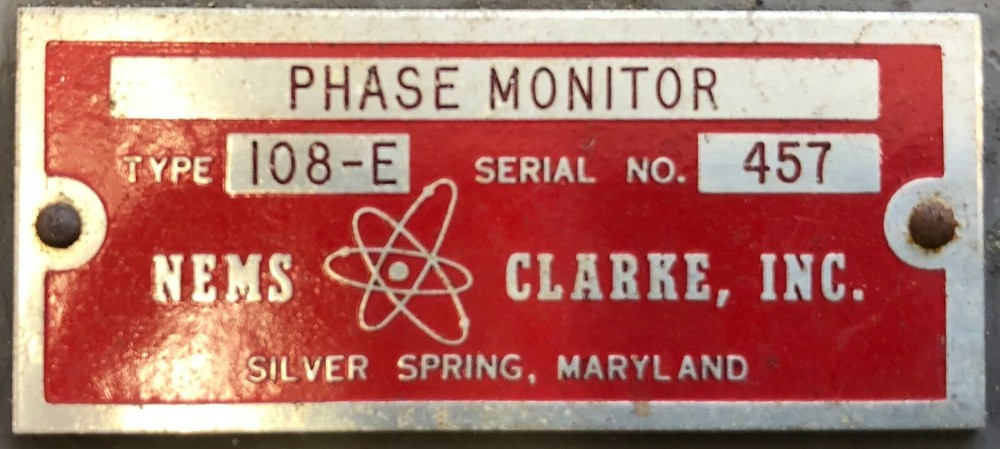 PHASE MONITOR
TYPE 108-E SERIAL NO. 457
NEMS CLARKE, INC.
SILVER SPRING, MARYLAND